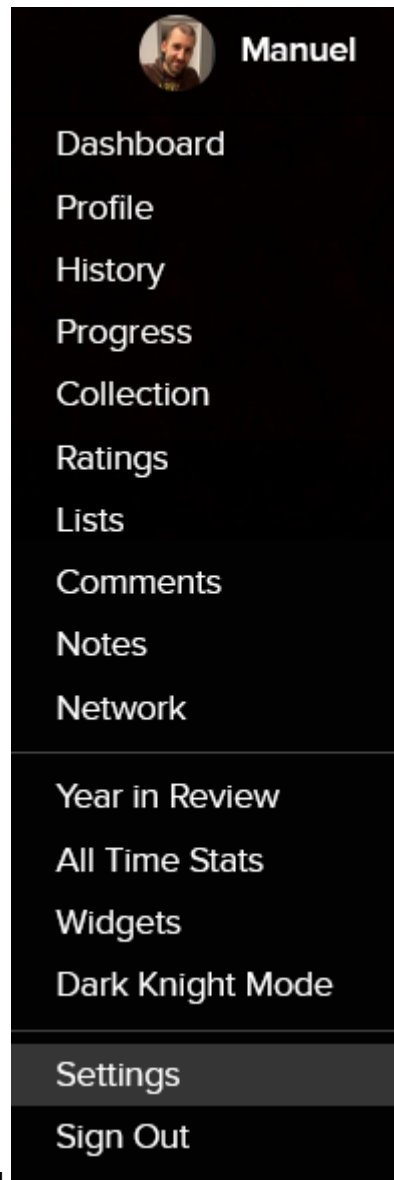 Manuel
Dashboard
Profile
History
Progress
Collection
Ratings
Lists
Comments
Notes
Network
Year in Review
All Time Stats
Widgets
Dark Knight Mode
Settings
Sign Out